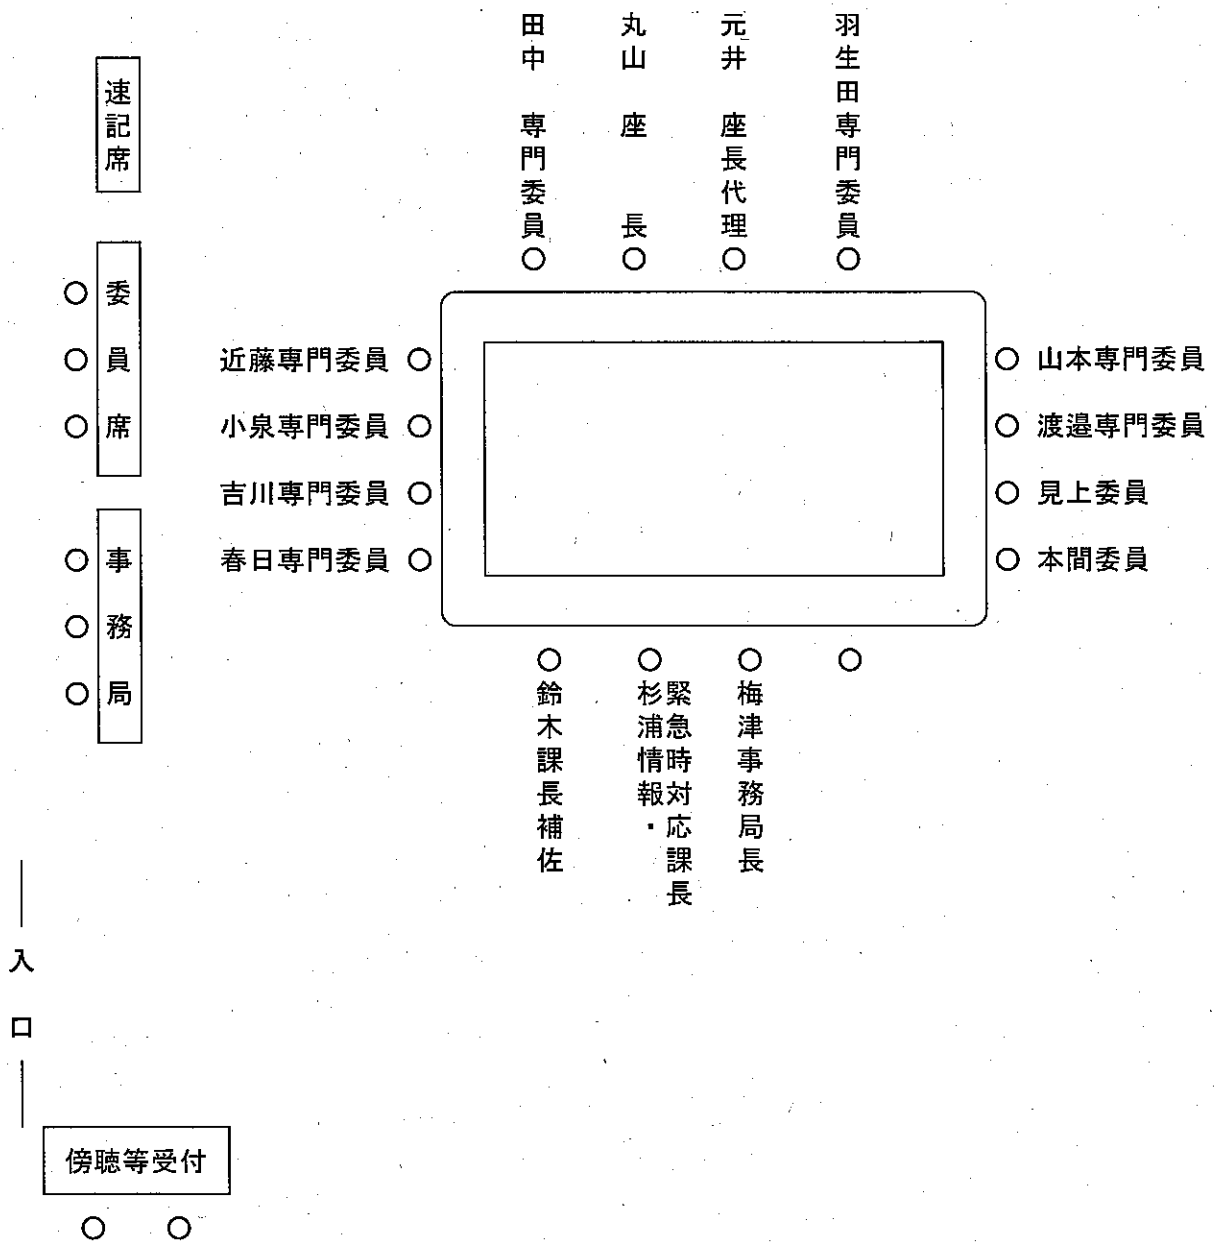 田中 専門委員
丸山 座 長
元井 座長代理
羽生田専門委員
速記席
委員席
事務局
近藤専門委員
小泉専門委員
吉川専門委員
春日専門委員
山本専門委員
渡邉専門委員
見上委員
本間委員
鈴木課長補佐
杉浦情報・
緊急時対応課長
梅津事務局長
入口
傍聴等受付